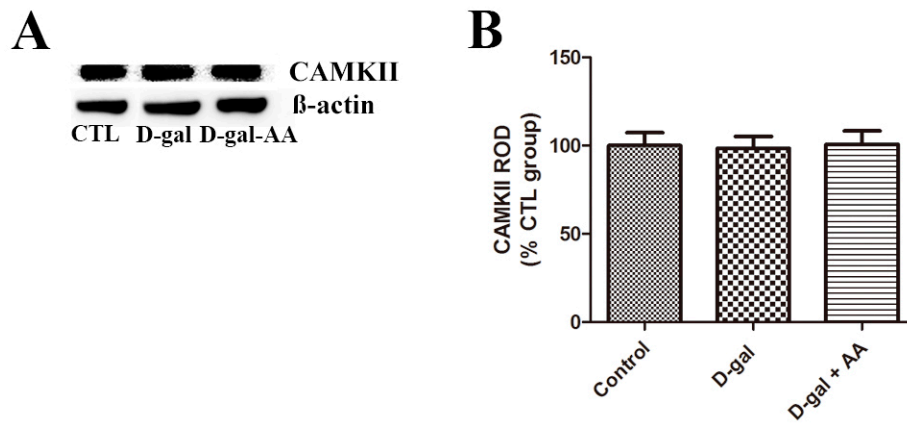 A
CAMKII
ß-actin
CTL D-gal D-gal-AA
B
CAMKII ROD
(% CTL group)
150
100
50
0
Control
D-gal
D-gal + AA